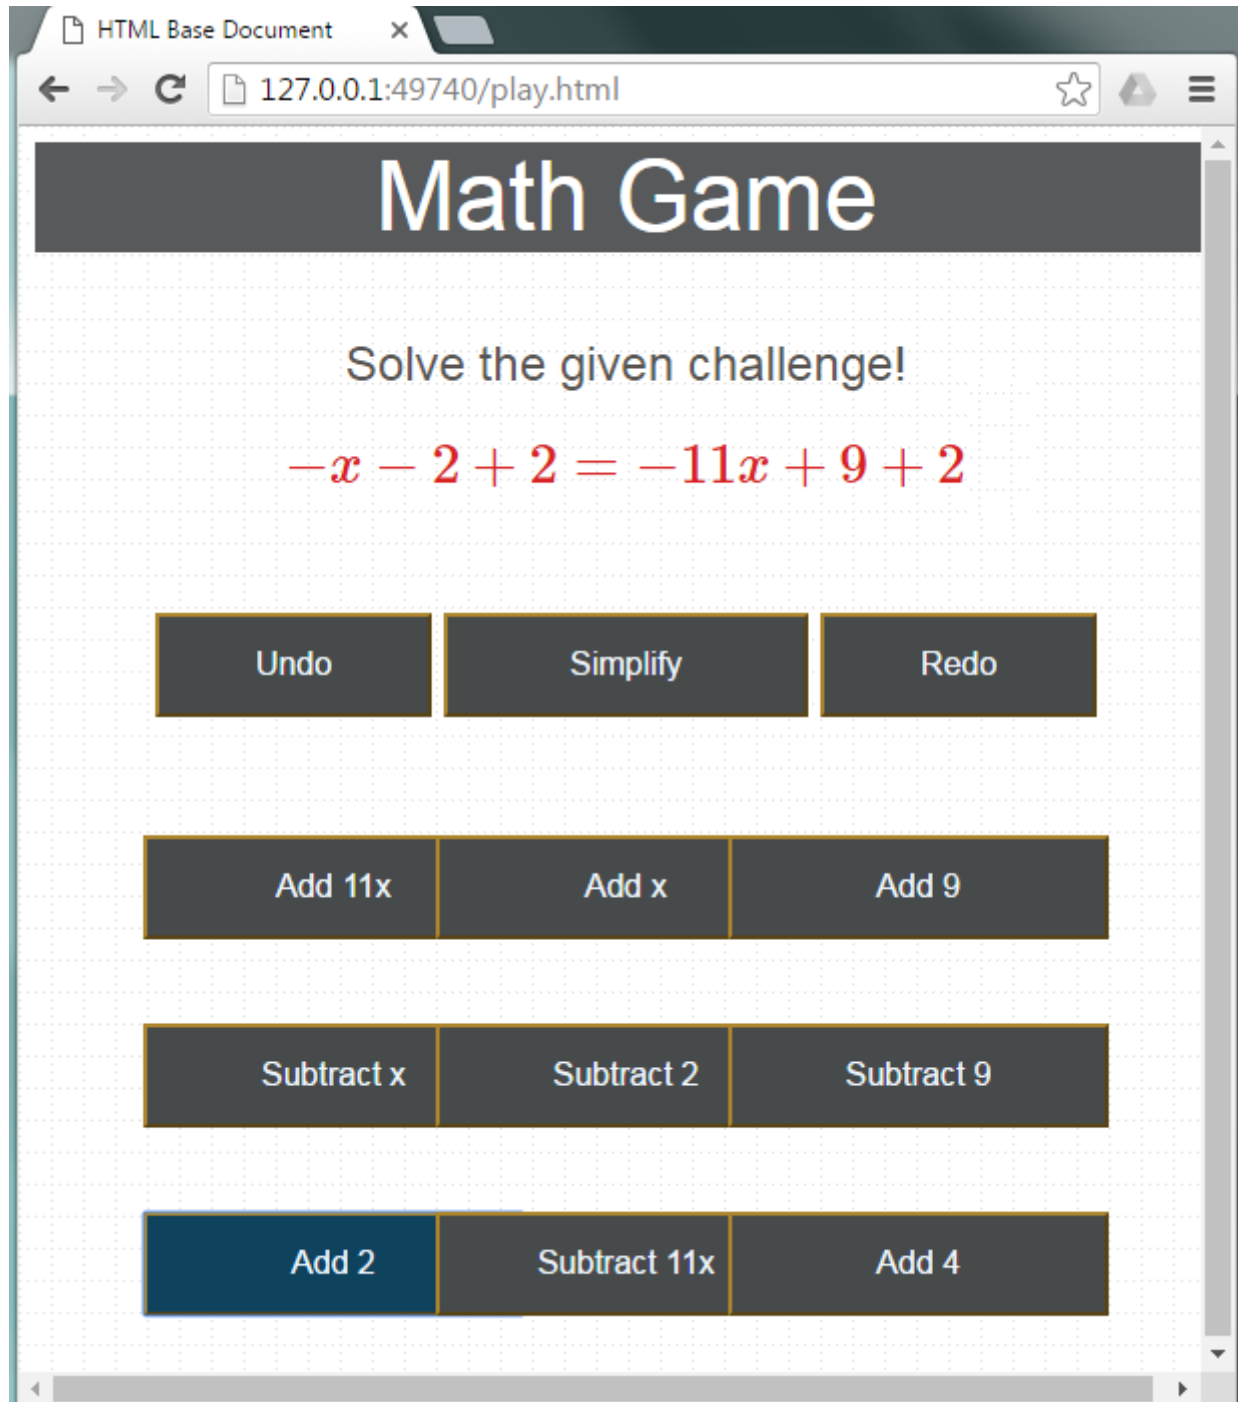 HTML Base Document
127.0.0.1:49740/play.html
Math Game
Solve the given challenge!
−x − 2 + 2 = −11x + 9 + 2
Undo Simplify Redo
Add 11x Add x Add 9
Subtract x Subtract 2 Subtract 9
Add 2 Subtract 11x Add 4